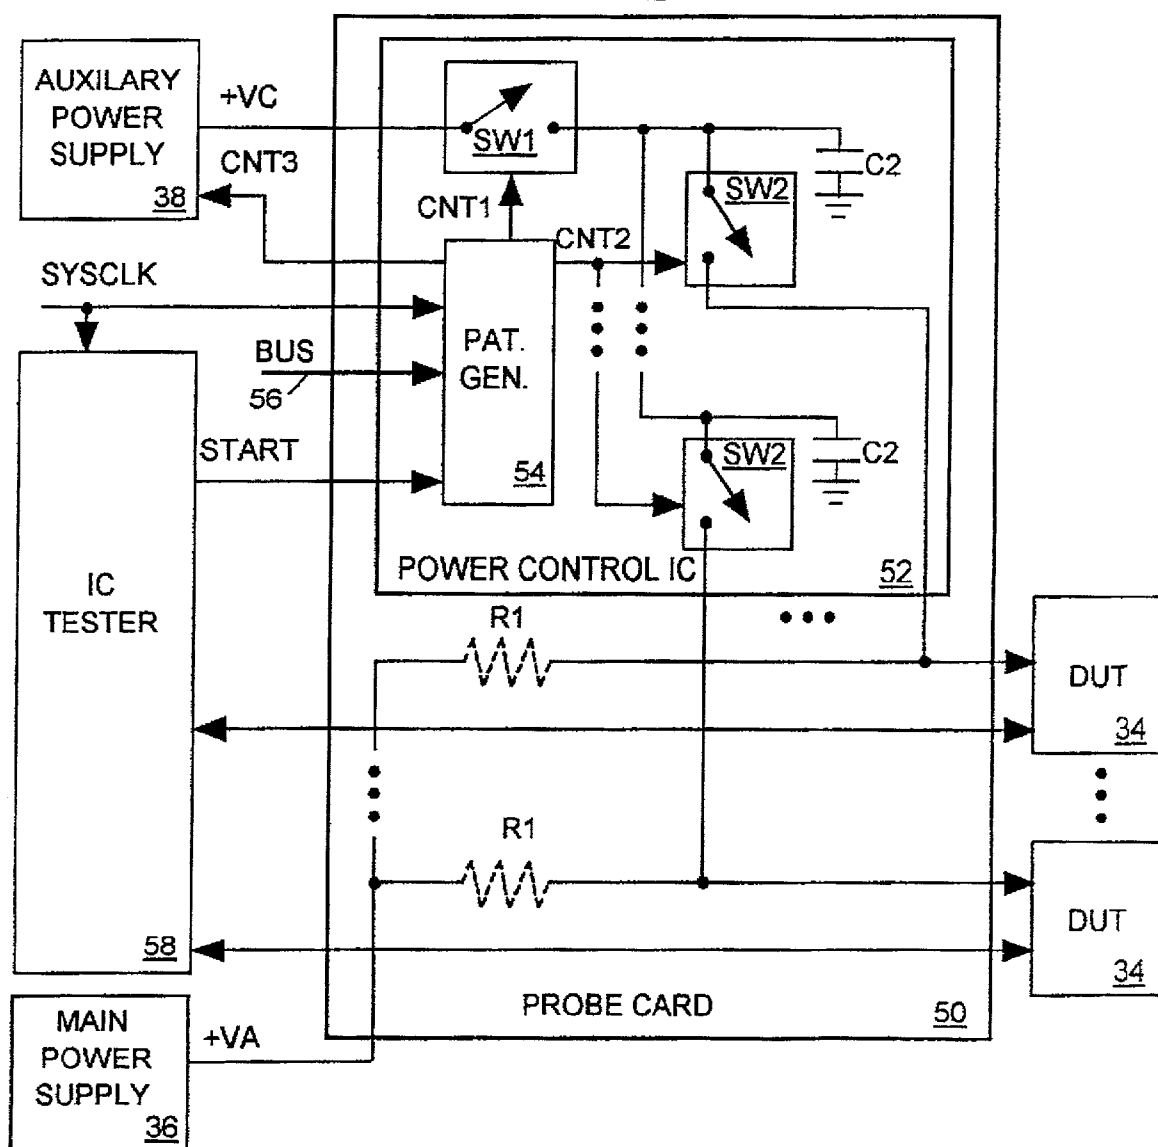 AUXILARY
POWER
SUPPLY
38
+VC
CNT3
SYSCLK
BUS
56
START
IC
TESTER
58
MAIN
POWER
SUPPLY
36
+VA
SW1
CNT1
CNT2
PAT.
GEN.
54
SW2
C2
SW2
C2
POWER CONTROL IC
52
R1
R1
PROBE CARD
50
DUT
34
DUT
34